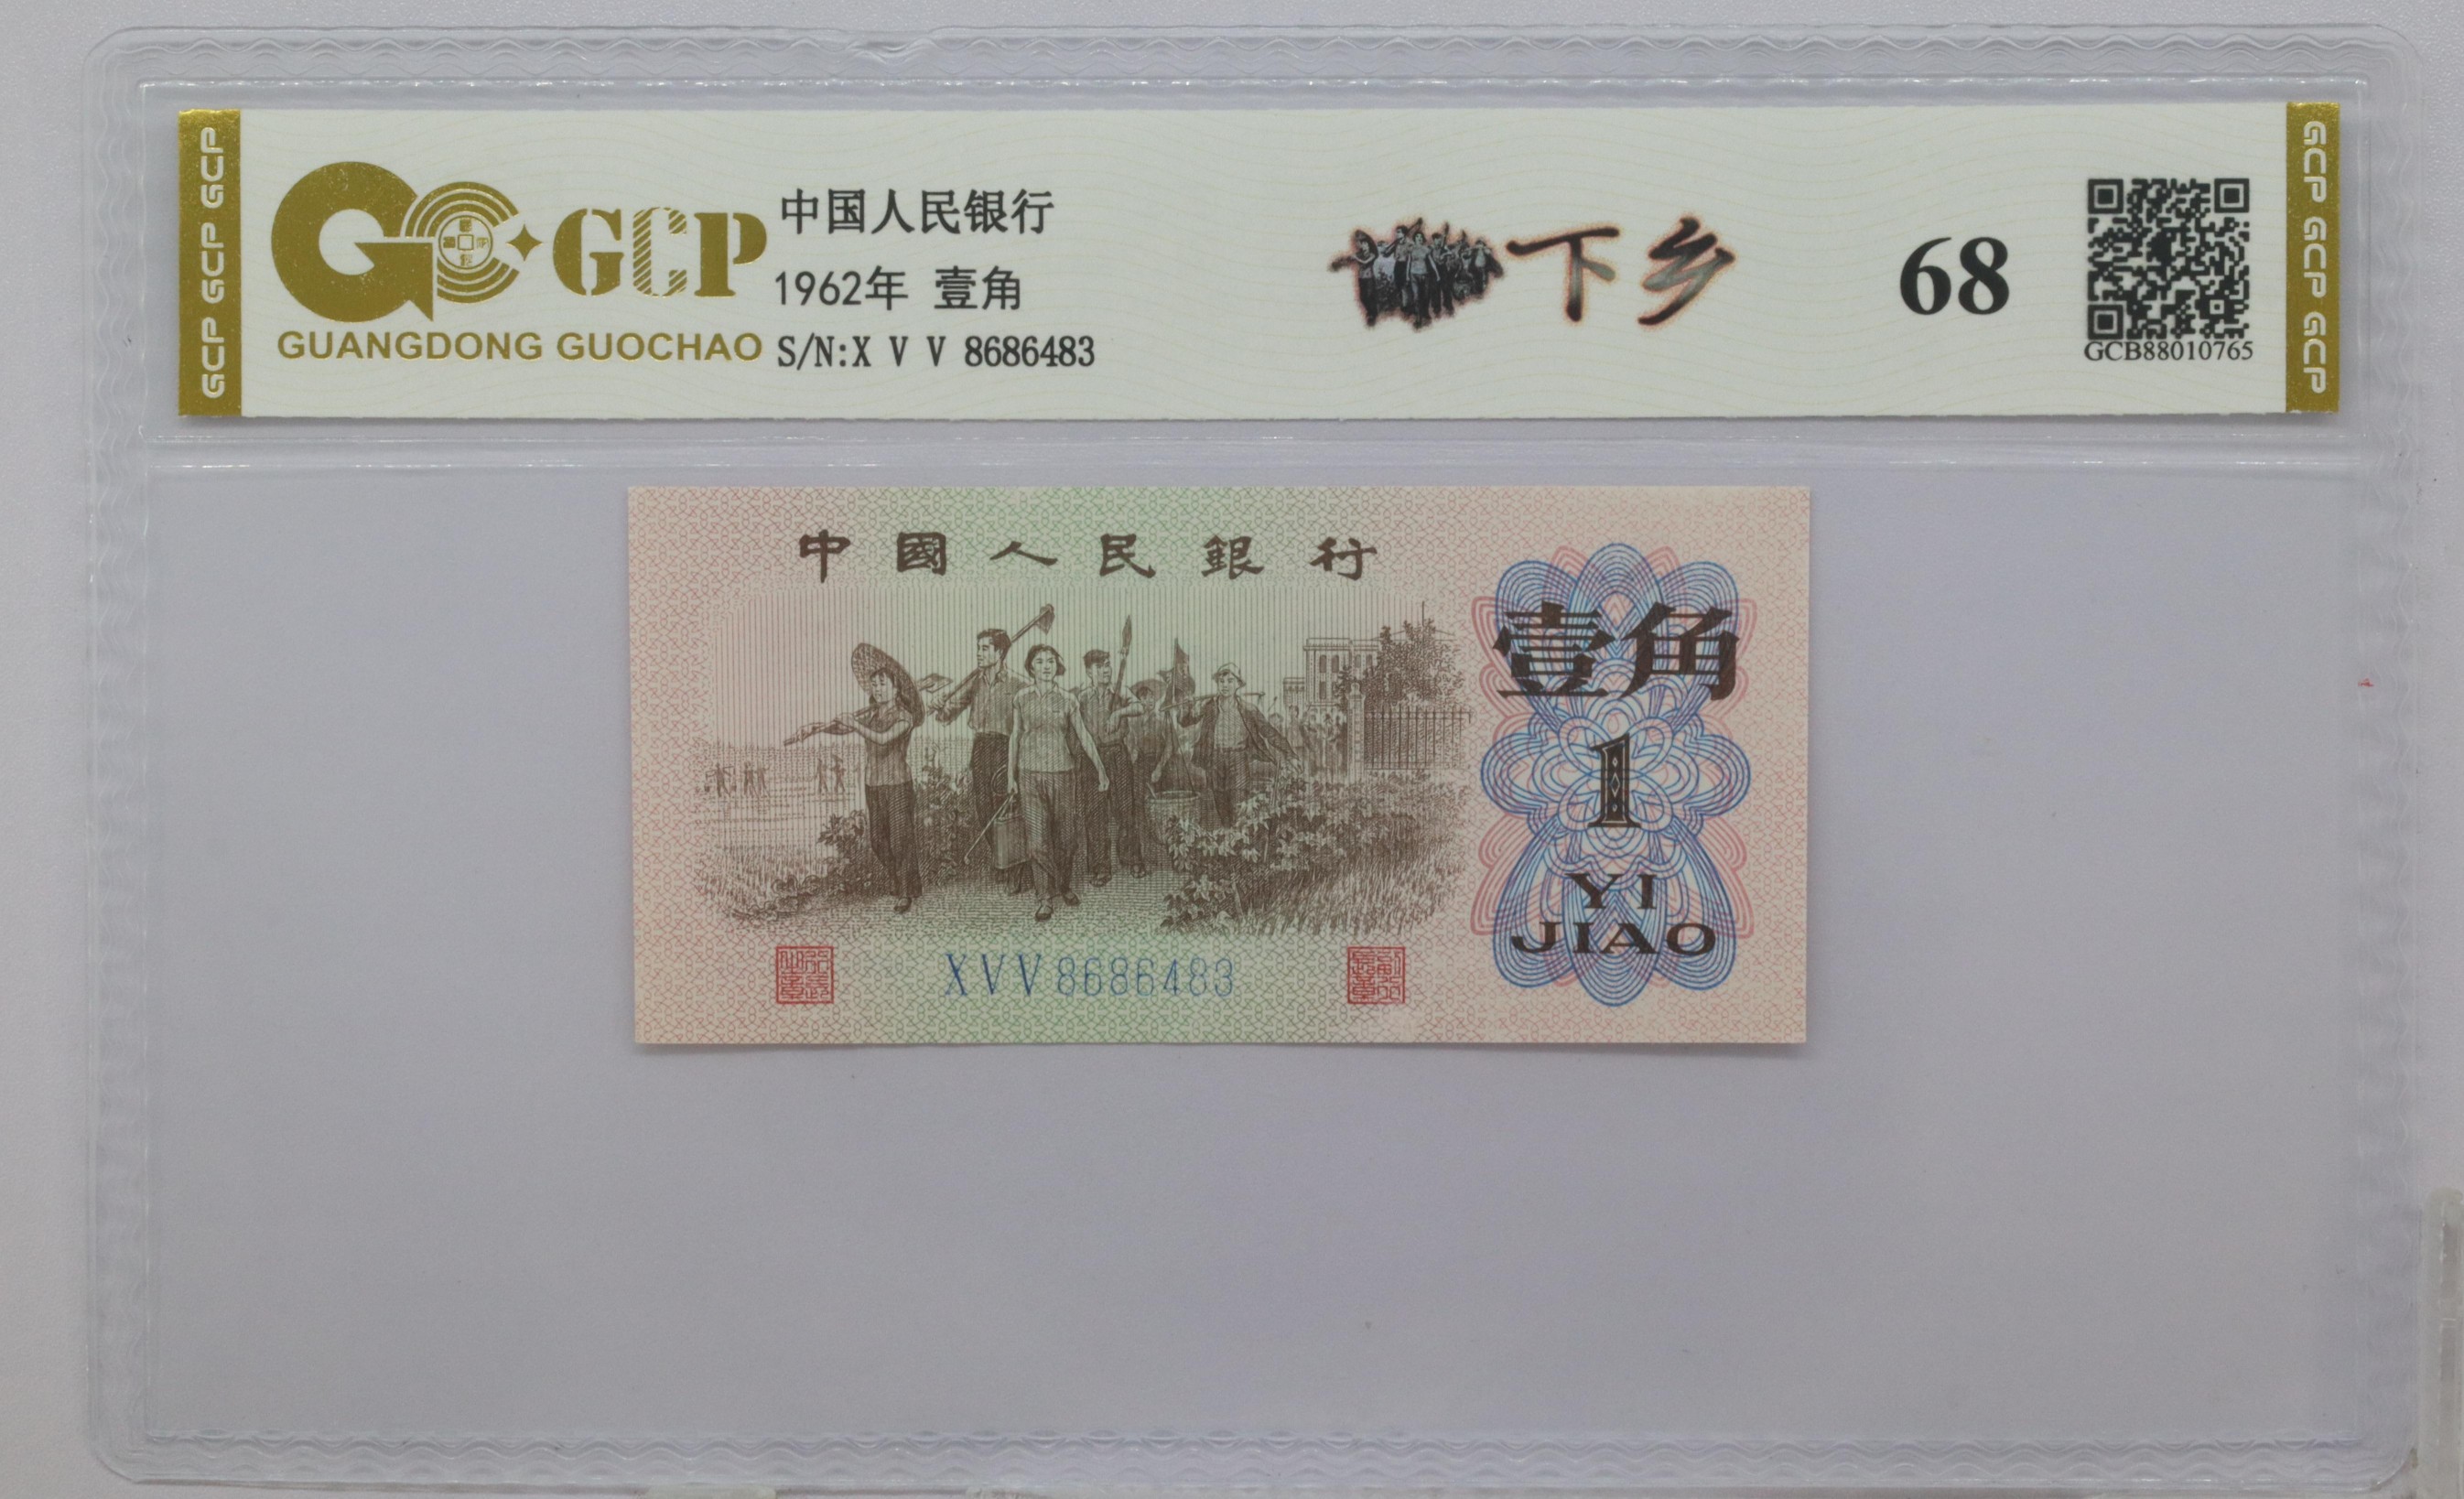 GCP GCP GCP
GCP
GUANGDONG GUOCHAO
中国人民银行
1962年 壹角
S/N:X V V 8686483
下乡
68
GCB88010765
GCP GCP GCP
中國人民銀行
壹角
1
YI
JIAO
XVV8686483